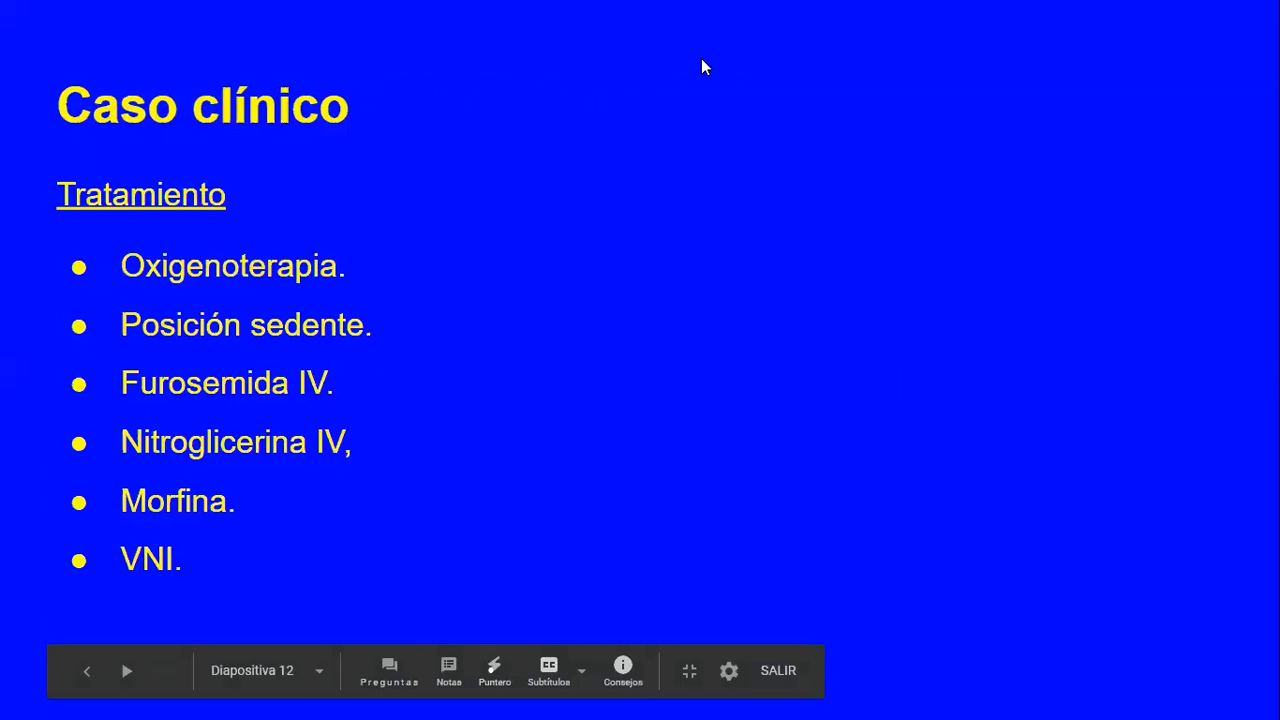 Caso clínico
Tratamiento
● Oxigenoterapia.
● Posición sedente.
● Furosemida IV.
● Nitroglicerina IV,
● Morfina.
● VNI.
Diapositiva 12
Preguntas
Notas
Puntero
Subtítulos
Consejos
SALIR